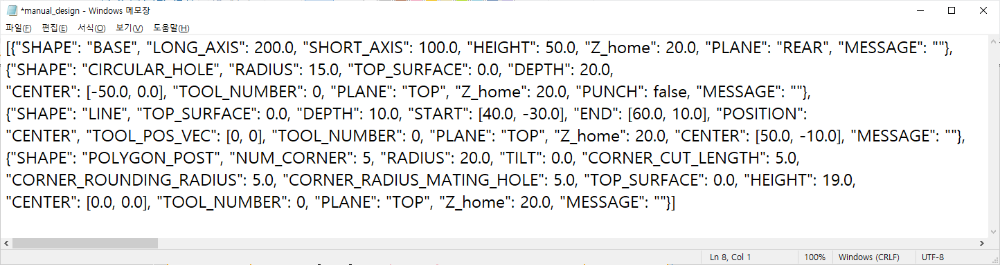 *manual_design - Windows 메모장
파일(F) 편집(E) 서식(O) 보기(V) 도움말(H)
[{"SHAPE": "BASE", "LONG_AXIS": 200.0, "SHORT_AXIS": 100.0, "HEIGHT": 50.0, "Z_home": 20.0, "PLANE": "REAR", "MESSAGE": ""},
{"SHAPE": "CIRCULAR_HOLE", "RADIUS": 15.0, "TOP_SURFACE": 0.0, "DEPTH": 20.0,
"CENTER": [-50.0, 0.0], "TOOL_NUMBER": 0, "PLANE": "TOP", "Z_home": 20.0, "PUNCH": false, "MESSAGE": ""},
{"SHAPE": "LINE", "TOP_SURFACE": 0.0, "DEPTH": 10.0, "START": [40.0, -30.0], "END": [60.0, 10.0], "POSITION":
"CENTER", "TOOL_POS_VEC": [0, 0], "TOOL_NUMBER": 0, "PLANE": "TOP", "Z_home": 20.0, "CENTER": [50.0, -10.0], "MESSAGE": ""},
{"SHAPE": "POLYGON_POST", "NUM_CORNER": 5, "RADIUS": 20.0, "TILT": 0.0, "CORNER_CUT_LENGTH": 5.0,
"CORNER_ROUNDING_RADIUS": 5.0, "CORNER_RADIUS_MATING_HOLE": 5.0, "TOP_SURFACE": 0.0, "HEIGHT": 19.0,
"CENTER": [0.0, 0.0], "TOOL_NUMBER": 0, "PLANE": "TOP", "Z_home": 20.0, "MESSAGE": ""}]
Ln 8, Col 1 100% Windows (CRLF) UTF-8